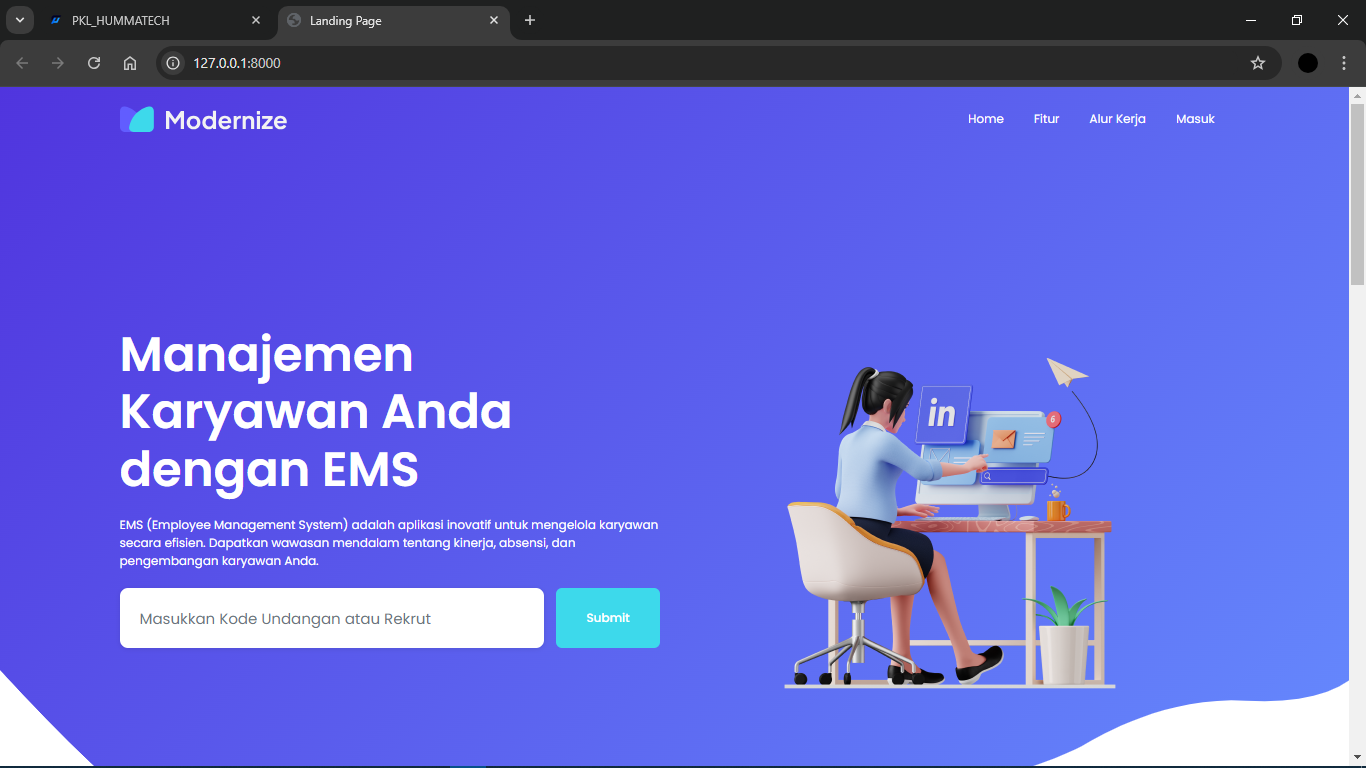 PKL_HUMMATECH
Landing Page
127.0.0.1:8000
Modernize
Home
Fitur
Alur Kerja
Masuk
Manajemen
Karyawan Anda
dengan EMS
in
6
EMS (Employee Management System) adalah aplikasi inovatif untuk mengelola karyawan
secara efisien. Dapatkan wawasan mendalam tentang kinerja, absensi, dan
pengembangan karyawan Anda.
Masukkan Kode Undangan atau Rekrut
Submit